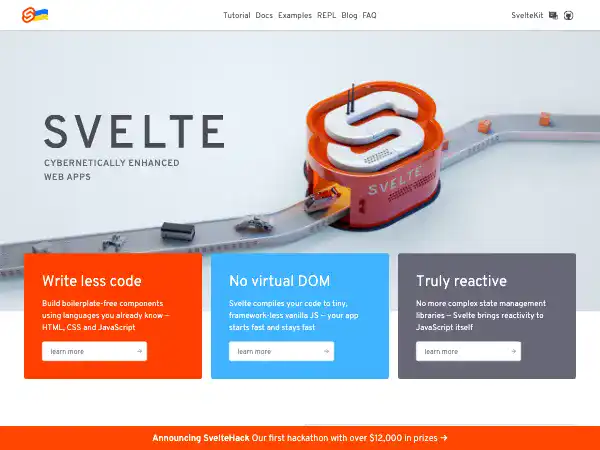 Tutorial Docs Examples REPL Blog FAQ
SvelteKit
SVELTE
CYBERNETICALLY ENHANCED
WEB APPS
SVELTE
Write less code
Build boilerplate-free components
using languages you already know —
HTML, CSS and JavaScript
learn more →
No virtual DOM
Svelte compiles your code to tiny,
framework-less vanilla JS — your app
starts fast and stays fast
learn more →
Truly reactive
No more complex state management
libraries — Svelte brings reactivity to
JavaScript itself
learn more →
Announcing SvelteHack Our first hackathon with over $12,000 in prizes →